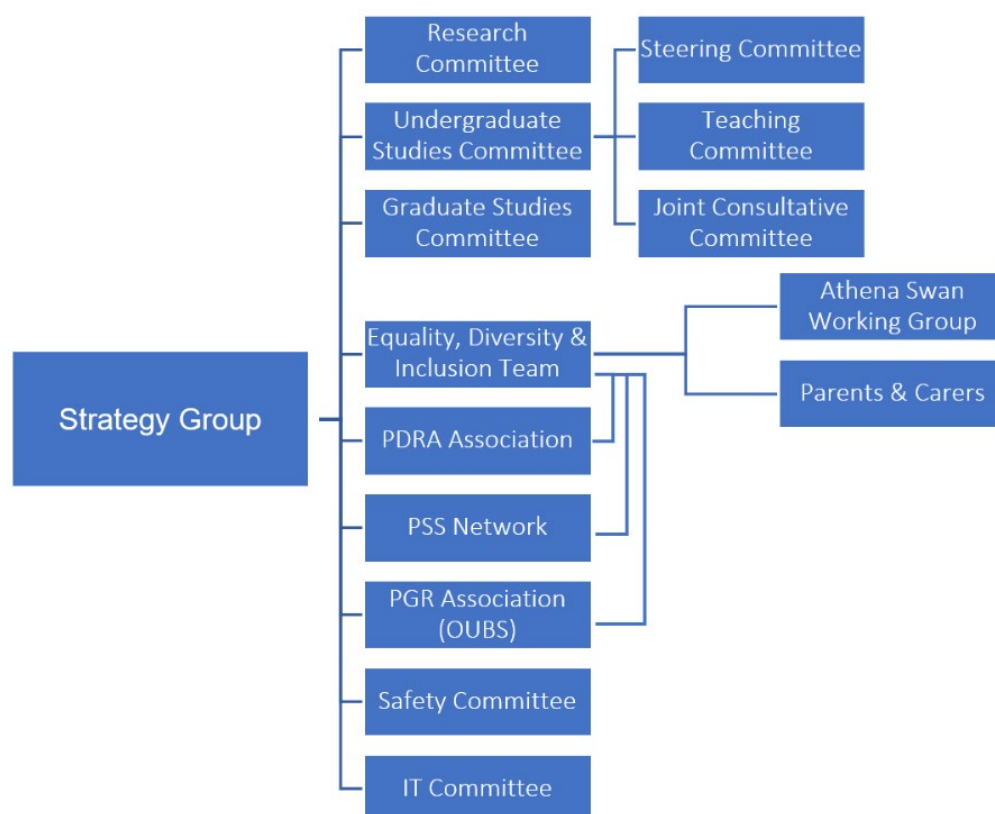 Research
Committee
Steering Committee
Undergraduate
Studies Committee
Teaching
Committee
Graduate Studies
Committee
Joint Consultative
Committee
Athena Swan
Working Group
Equality, Diversity &
Inclusion Team
Parents & Carers
Strategy Group
PDRA Association
PSS Network
PGR Association
(OUBS)
Safety Committee
IT Committee